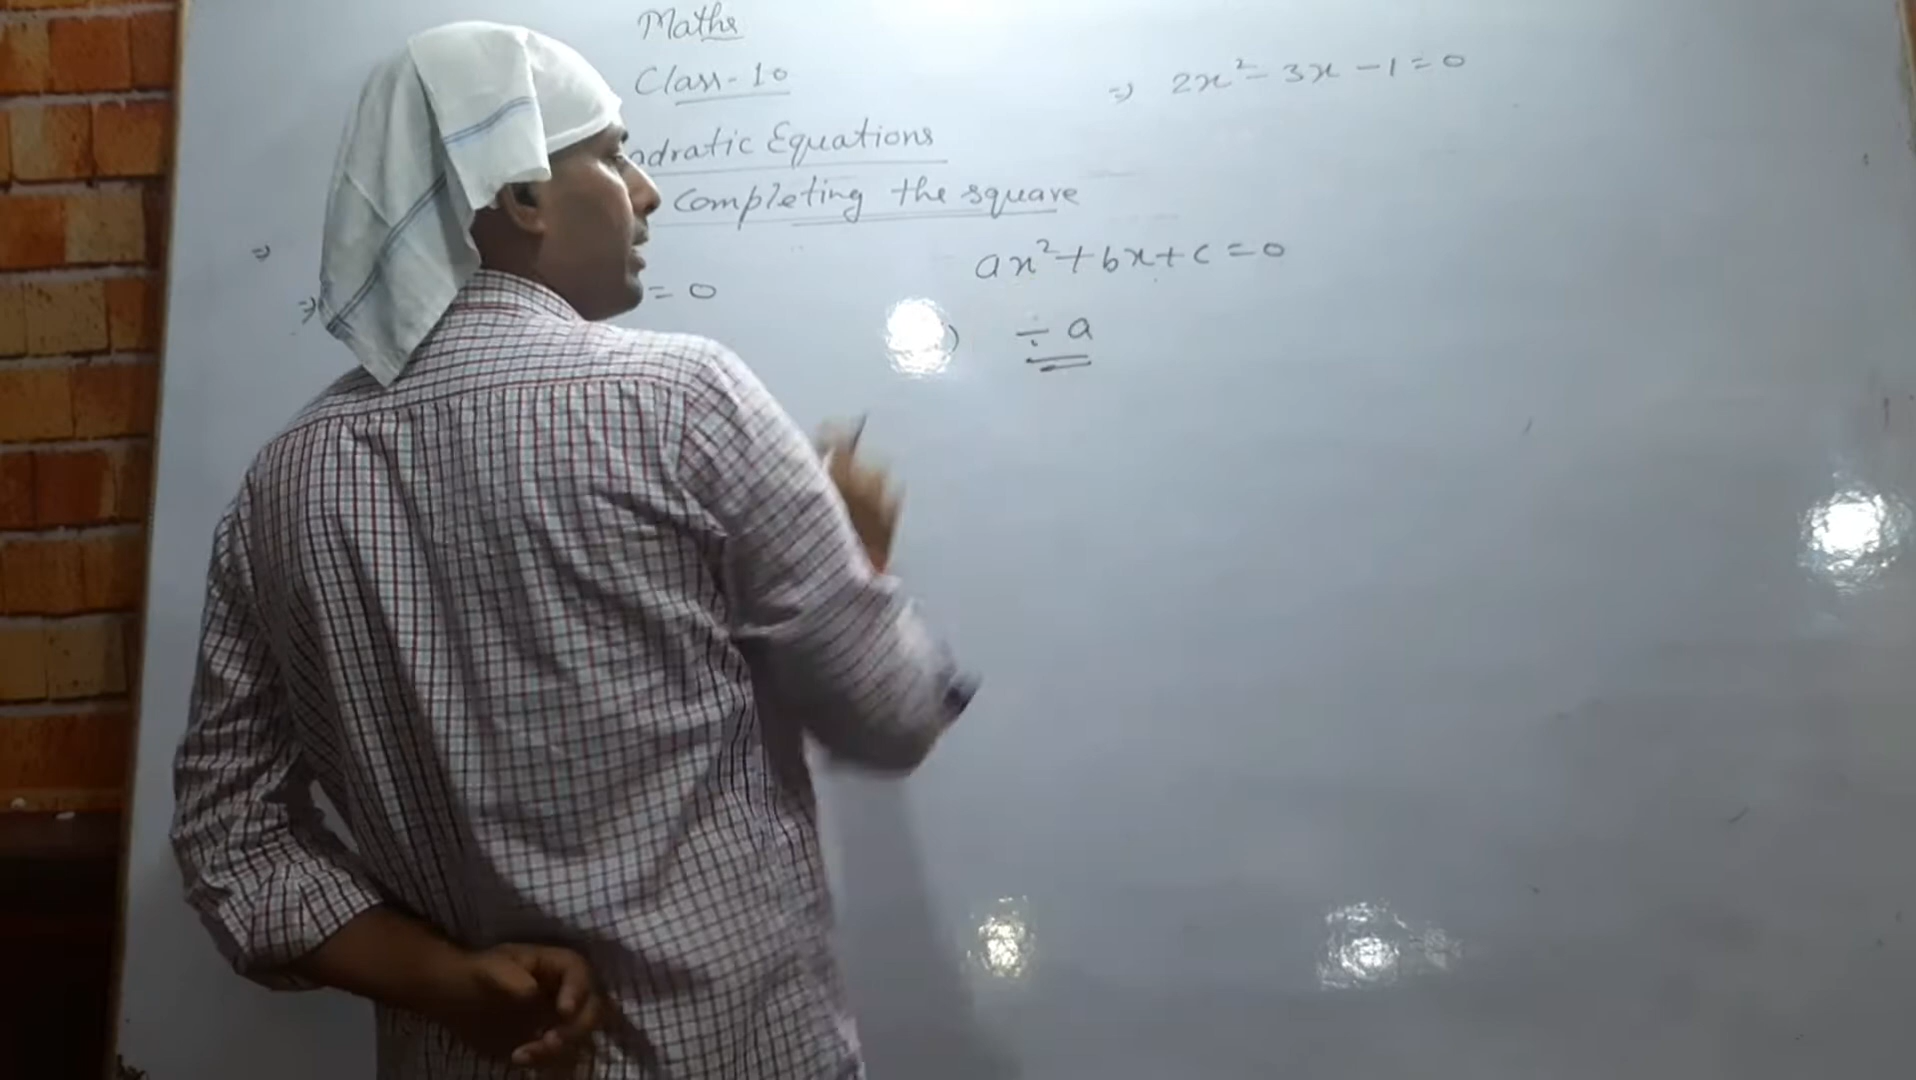 Maths
Class-10
adratic Equations
completing the square
⇒
⇒ = 0
⇒ 2x² - 3x - 1 = 0
ax² + bx + c = 0
) ÷ a